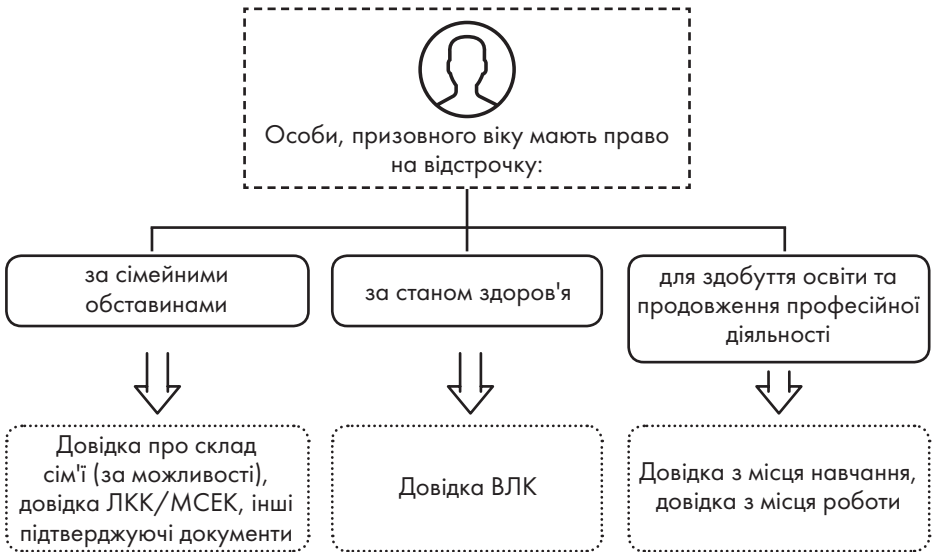 Особи, призовного віку мають право
на відстрочку:
за сімейними
обставинами
за станом здоров'я
для здобуття освіти та
продовження професійної
діяльності
Довідка про склад
сім'ї (за можливості),
довідка ЛКК/МСЕК, інші
підтверджуючі документи
Довідка ВЛК
Довідка з місця навчання,
довідка з місця роботи